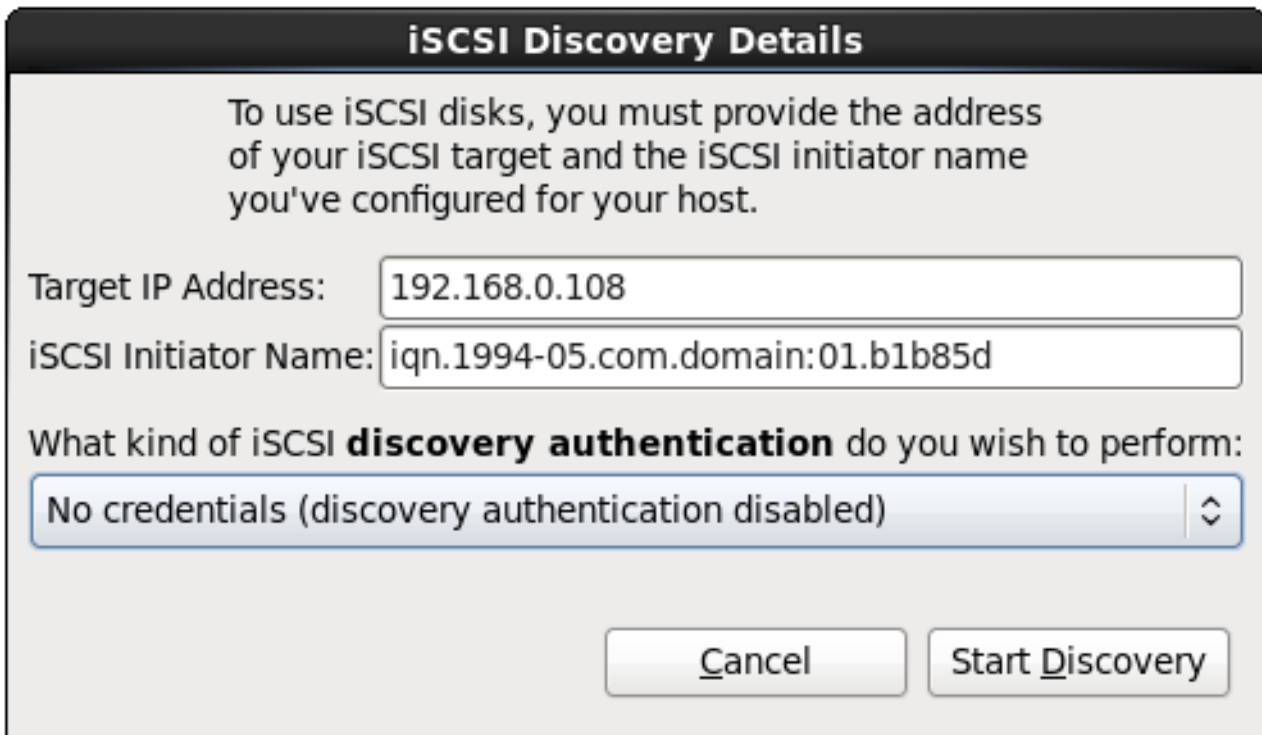 iSCSI Discovery Details
To use iSCSI disks, you must provide the address
of your iSCSI target and the iSCSI initiator name
you've configured for your host.
Target IP Address: 192.168.0.108
iSCSI Initiator Name: iqn.1994-05.com.domain:01.b1b85d
What kind of iSCSI discovery authentication do you wish to perform:
No credentials (discovery authentication disabled)
Cancel Start Discovery